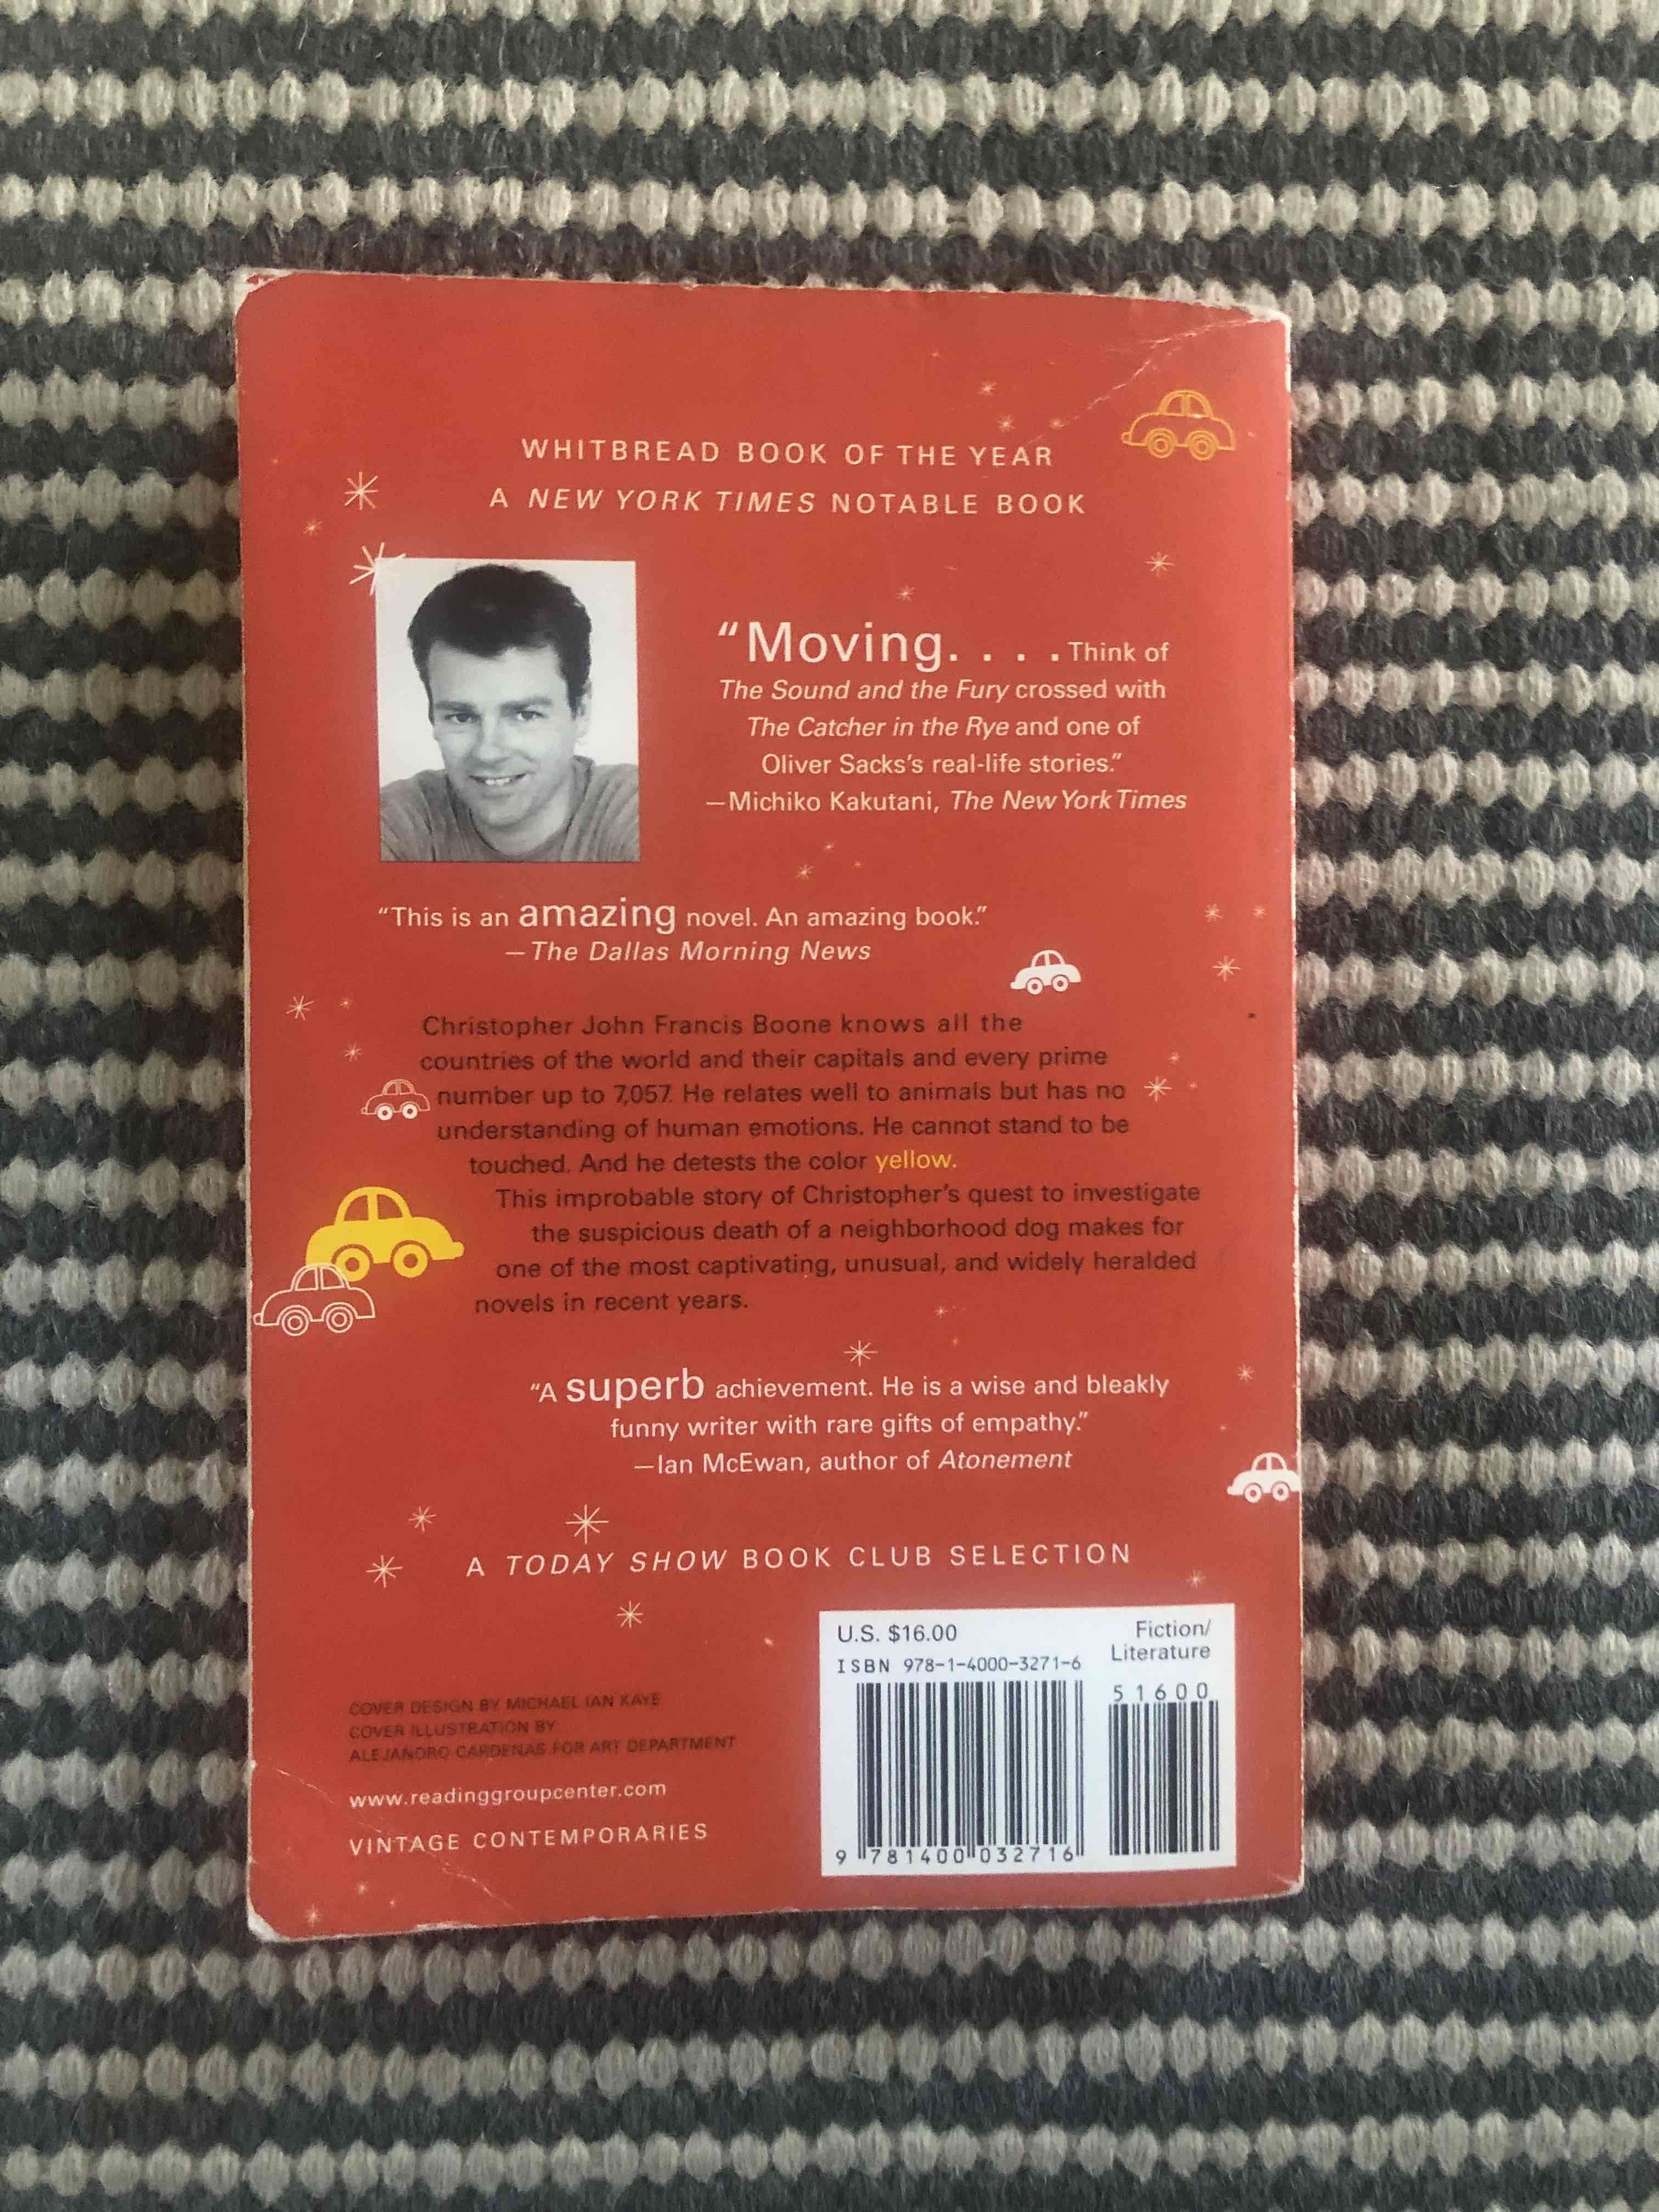 WHITBREAD BOOK OF THE YEAR
A NEW YORK TIMES NOTABLE BOOK
“Moving. . . . Think of
The Sound and the Fury crossed with
The Catcher in the Rye and one of
Oliver Sacks’s real-life stories.”
—Michiko Kakutani, The New York Times
“This is an amazing novel. An amazing book.”
—The Dallas Morning News
Christopher John Francis Boone knows all the
countries of the world and their capitals and every prime
number up to 7,057. He relates well to animals but has no
understanding of human emotions. He cannot stand to be
touched. And he detests the color yellow.
This improbable story of Christopher’s quest to investigate
the suspicious death of a neighborhood dog makes for
one of the most captivating, unusual, and widely heralded
novels in recent years.
“A superb achievement. He is a wise and bleakly
funny writer with rare gifts of empathy.”
—Ian McEwan, author of Atonement
A TODAY SHOW BOOK CLUB SELECTION
COVER DESIGN BY MICHAEL IAN KAYE
COVER ILLUSTRATION BY
ALEJANDRO CARDENAS FOR ART DEPARTMENT
www.readinggroupcenter.com
VINTAGE CONTEMPORARIES
U.S. $16.00
Fiction/
Literature
ISBN 978-1-4000-3271-6
51600
9 781400 032716